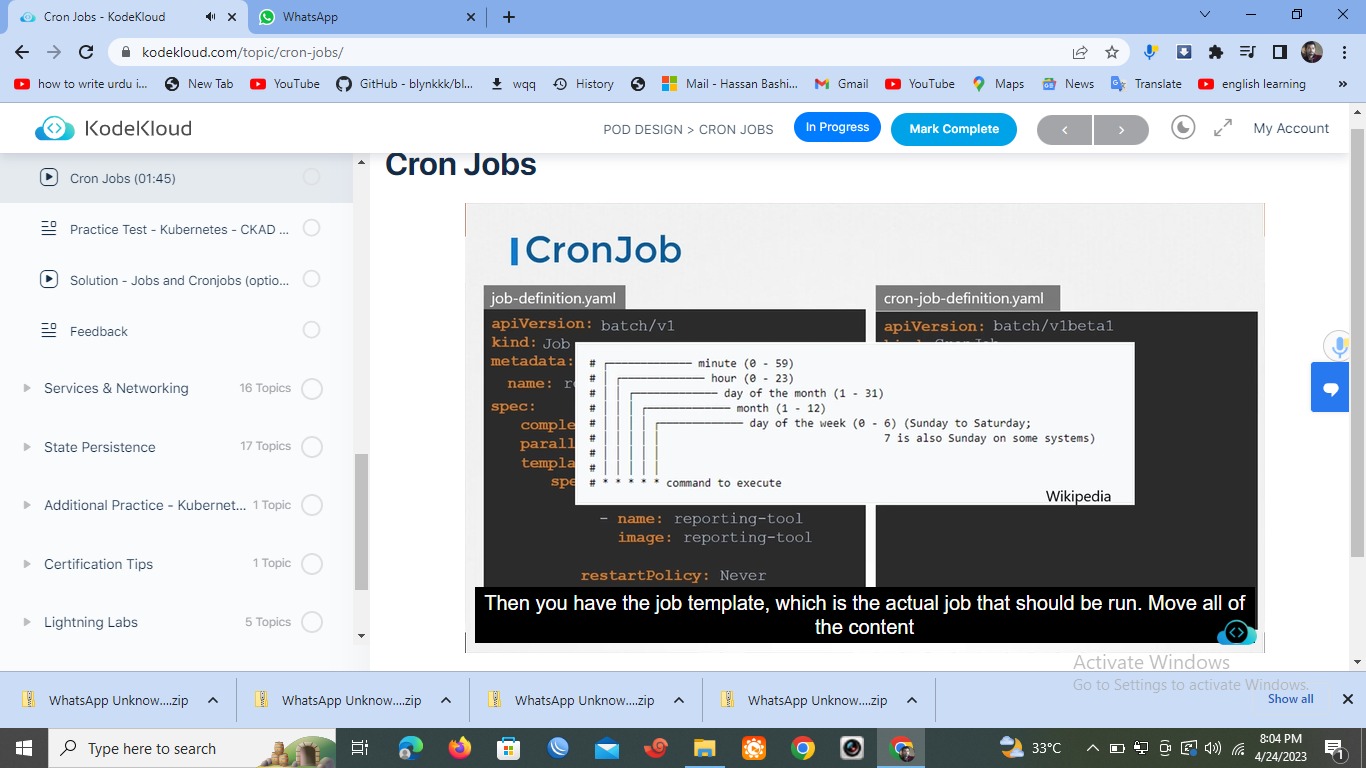 Cron Jobs - KodeKloud
WhatsApp
kodekloud.com/topic/cron-jobs/
how to write urdu i...
New Tab
YouTube
GitHub - blynkkk/bl...
wqq
History
Mail - Hassan Bashi...
Gmail
YouTube
Maps
News
Translate
english learning
»
KodeKloud
POD DESIGN > CRON JOBS
In Progress
Mark Complete
My Account
Cron Jobs (01:45)
Practice Test - Kubernetes - CKAD ...
Solution - Jobs and Cronjobs (optio...
Feedback
Services & Networking 16 Topics
State Persistence 17 Topics
Additional Practice - Kubernet... 1 Topic
Certification Tips 1 Topic
Lightning Labs 5 Topics
Cron Jobs
CronJob
job-definition.yaml
apiVersion: batch/v1
kind: Job
metadata:
name: re
spec:
comple
parall
templa
spe
- name: reporting-tool
image: reporting-tool
restartPolicy: Never
cron-job-definition.yaml
apiVersion: batch/v1beta1
kind: CronJob
# minute (0 - 59)
# hour (0 - 23)
# day of the month (1 - 31)
# month (1 - 12)
# day of the week (0 - 6) (Sunday to Saturday;
# 7 is also Sunday on some systems)
#
#
# * * * * * command to execute
Wikipedia
Then you have the job template, which is the actual job that should be run. Move all of
the content
Activate Windows
Go to Settings to activate Windows.
WhatsApp Unknow....zip
WhatsApp Unknow....zip
WhatsApp Unknow....zip
WhatsApp Unknow....zip
Show all
Type here to search
33°C
8:04 PM
4/24/2023
1